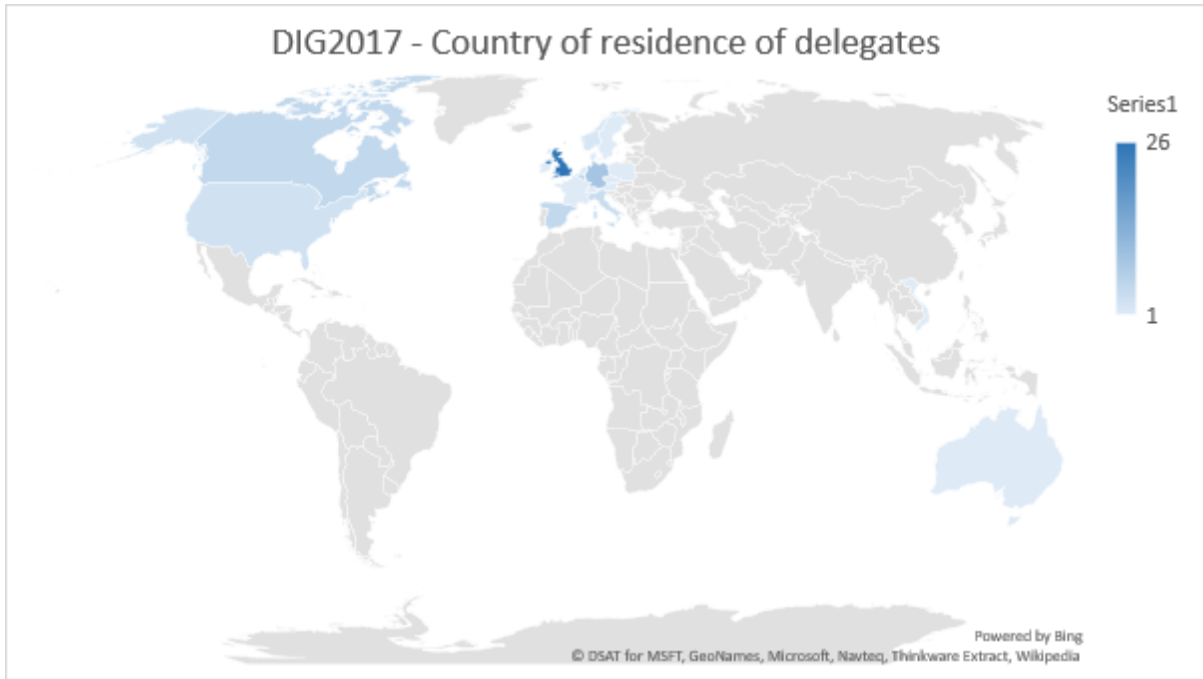 DIG2017 - Country of residence of delegates
Series1
26
1
Powered by Bing
© DSAT for MSFT, GeoNames, Microsoft, Navteq, Thinkware Extract, Wikipedia